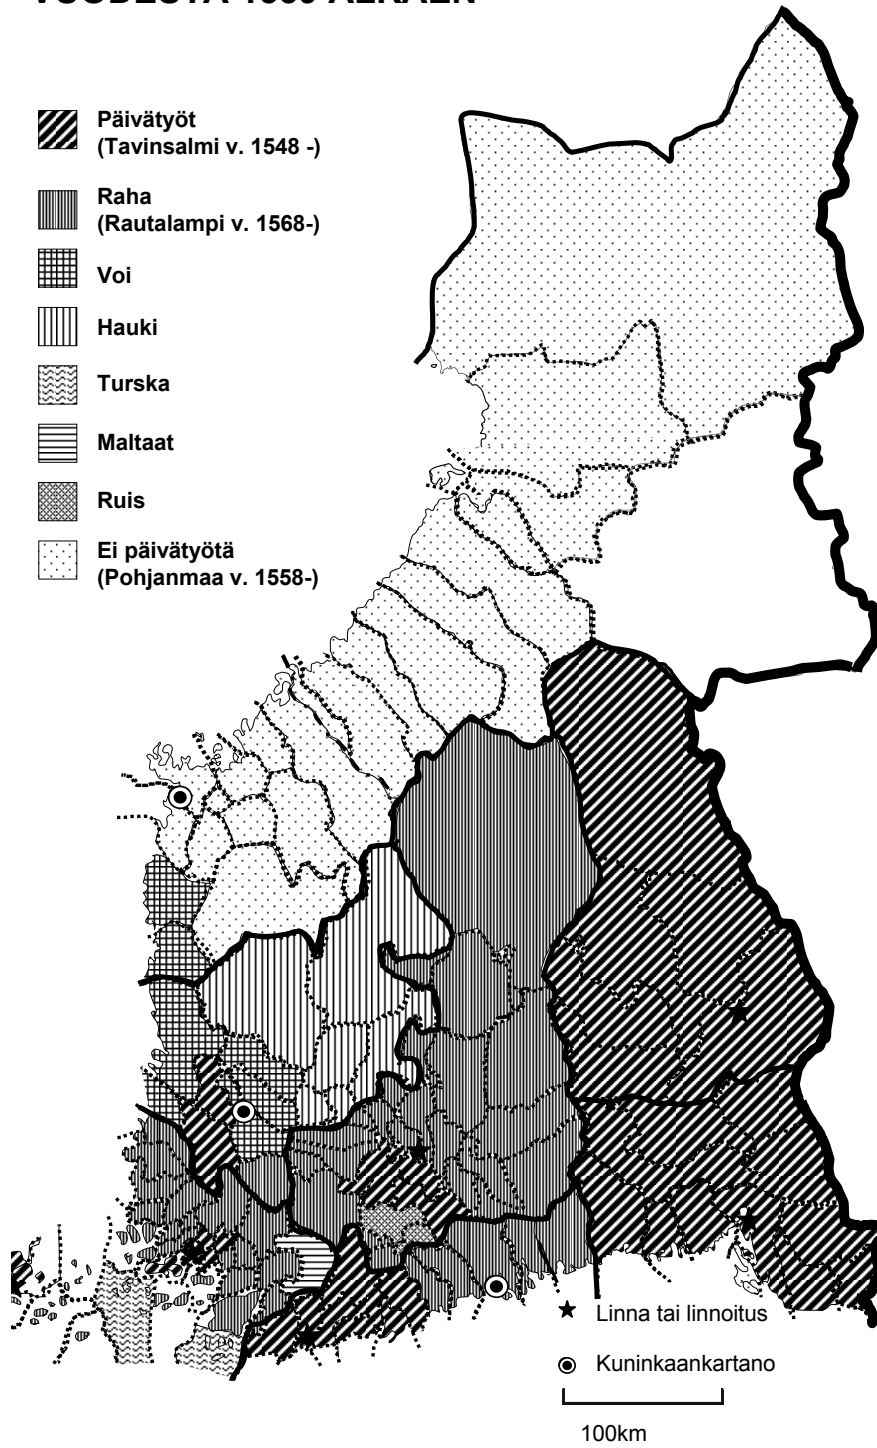 Päivätyöt
(Tavinsalmi v. 1548 -)
Raha
(Rautalampi v. 1568-)
Voi
Hauki
Turska
Maltaat
Ruis
Ei päivätyötä
(Pohjanmaa v. 1558-)
Linna tai linnoitus
Kuninkaankartano
100km